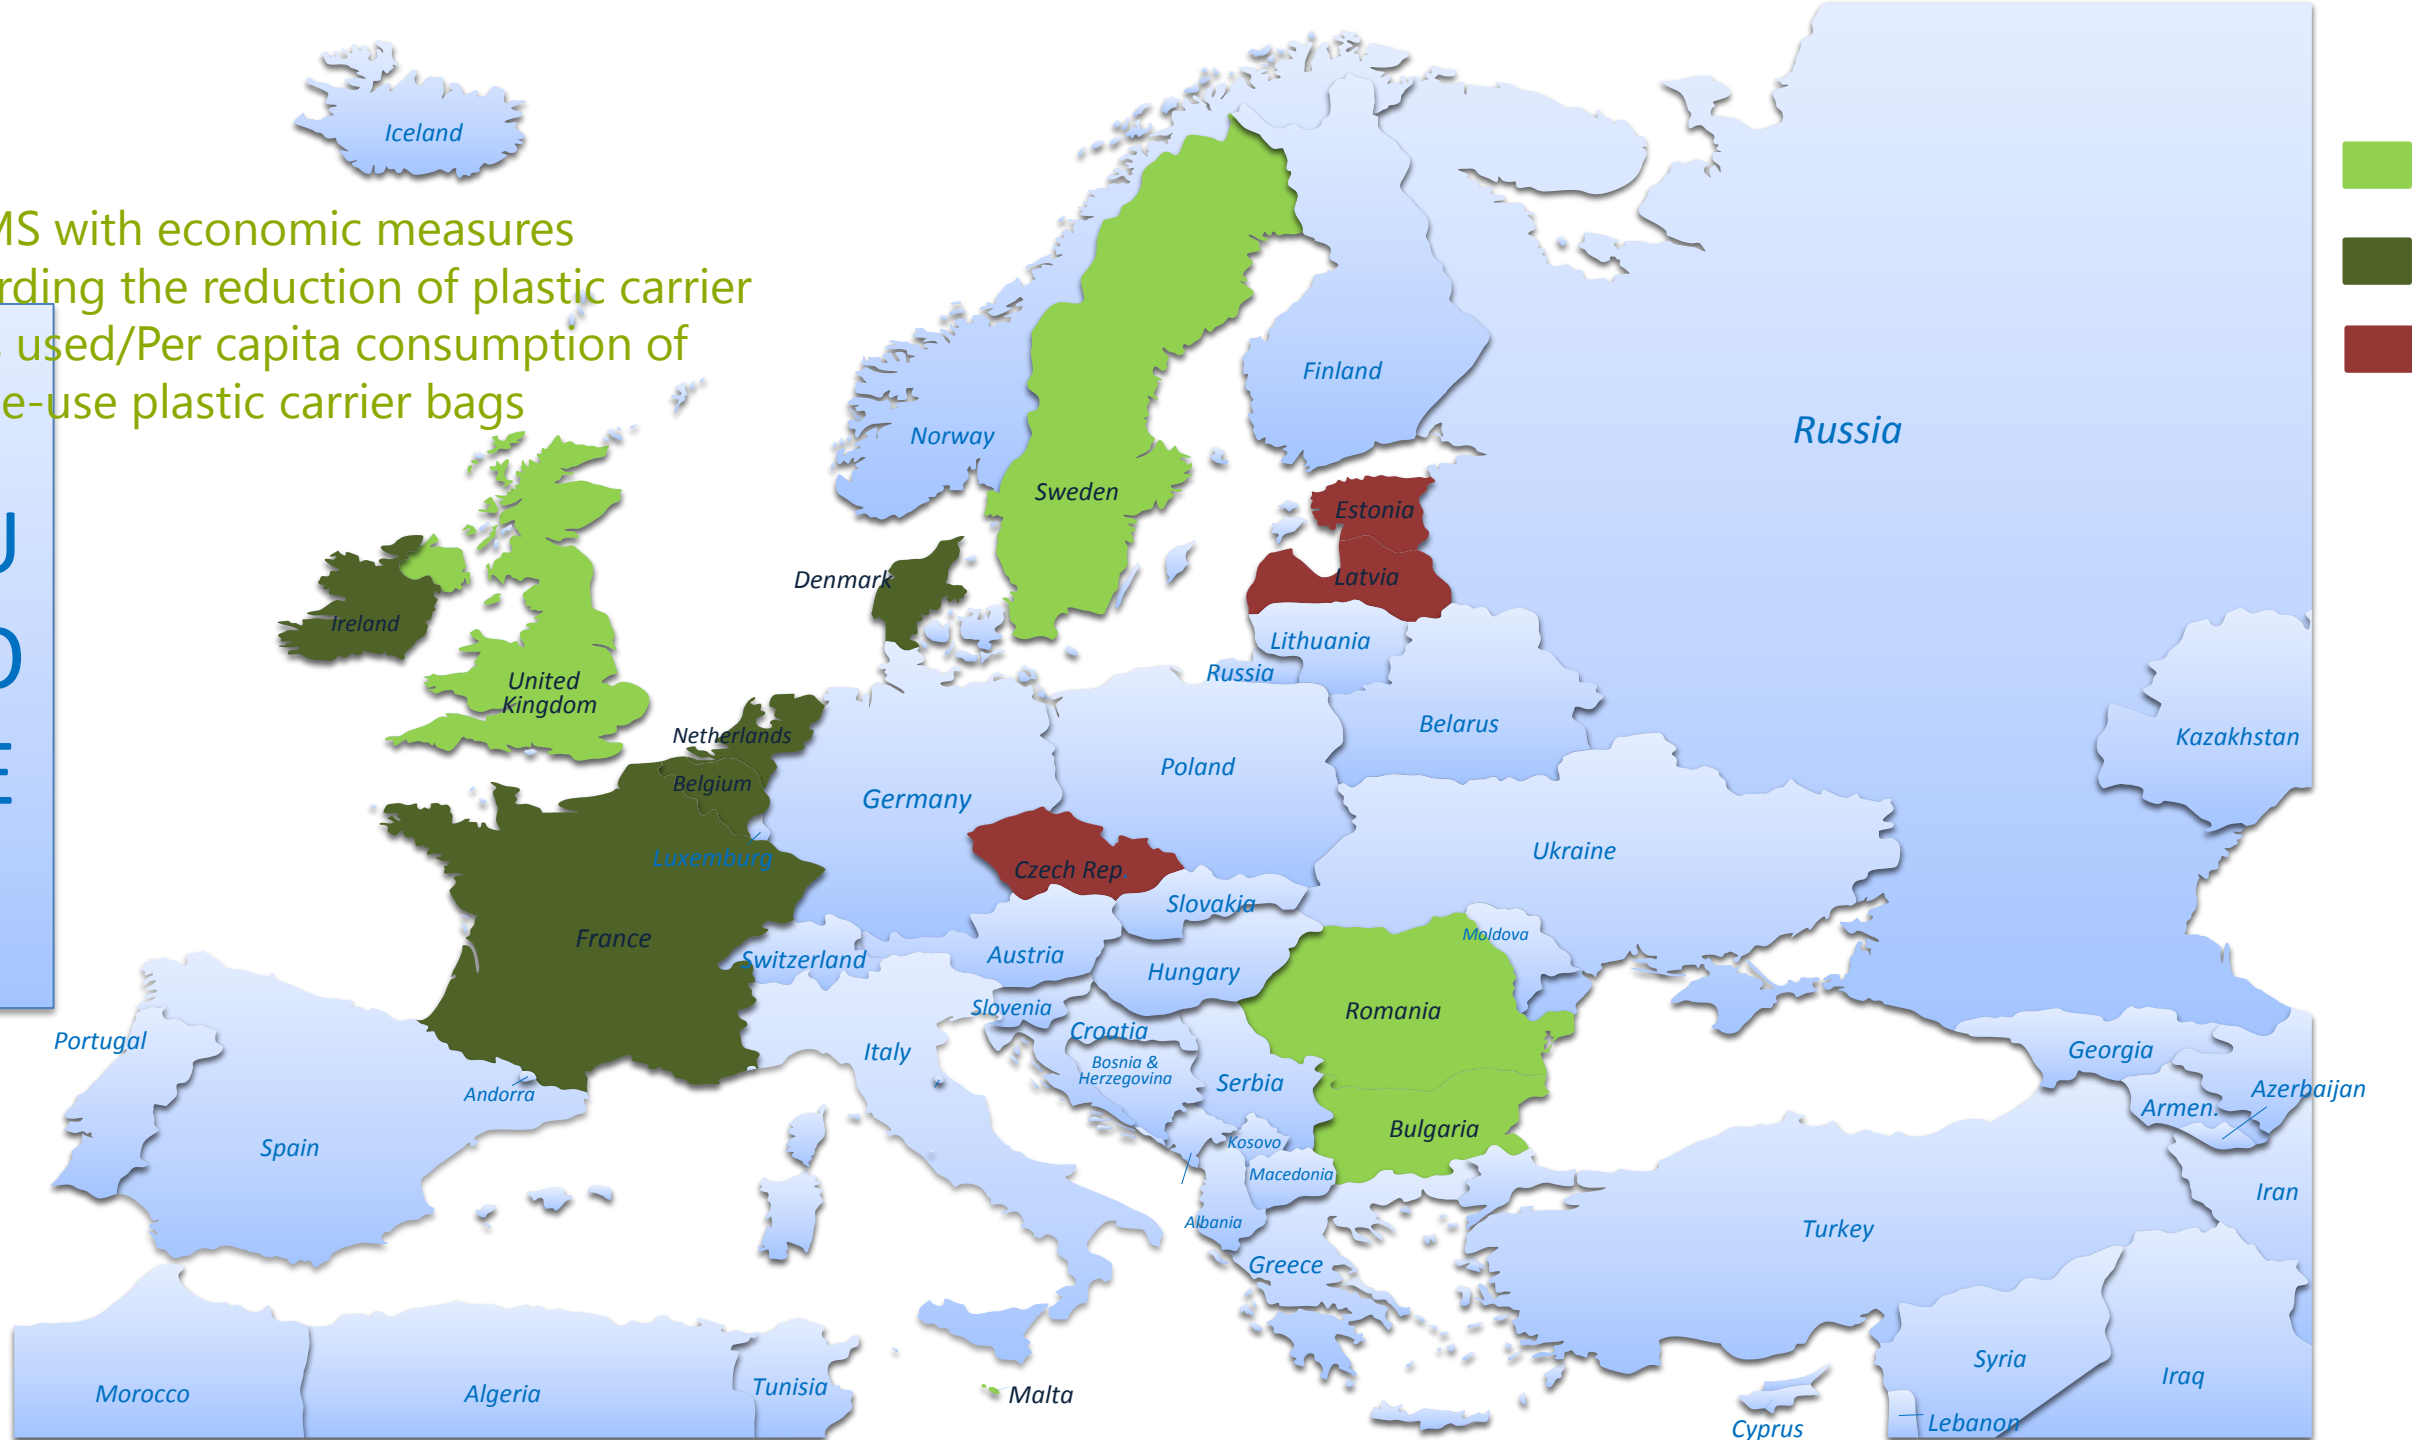 Iceland
MS with economic measures
rding the reduction of plastic carrier
used/Per capita consumption of
e-use plastic carrier bags
U
E
Finland
Norway
Russia
Sweden
Estonia
Latvia
Denmark
Ireland
Lithuania
Russia
United
Kingdom
Netherlands
Belgium
Belarus
Kazakhstan
Poland
Germany
Luxemburg
Ukraine
Czech Rep.
Slovakia
France
Switzerland
Austria
Moldova
Hungary
Slovenia
Romania
Portugal
Croatia
Italy
Bosnia &
Herzegovina
Serbia
Georgia
Andorra
Azerbaijan
Armen.
Spain
Bulgaria
Kosovo
Macedonia
Iran
Albania
Turkey
Greece
Morocco
Algeria
Tunisia
Malta
Syria
Iraq
Cyprus
Lebanon